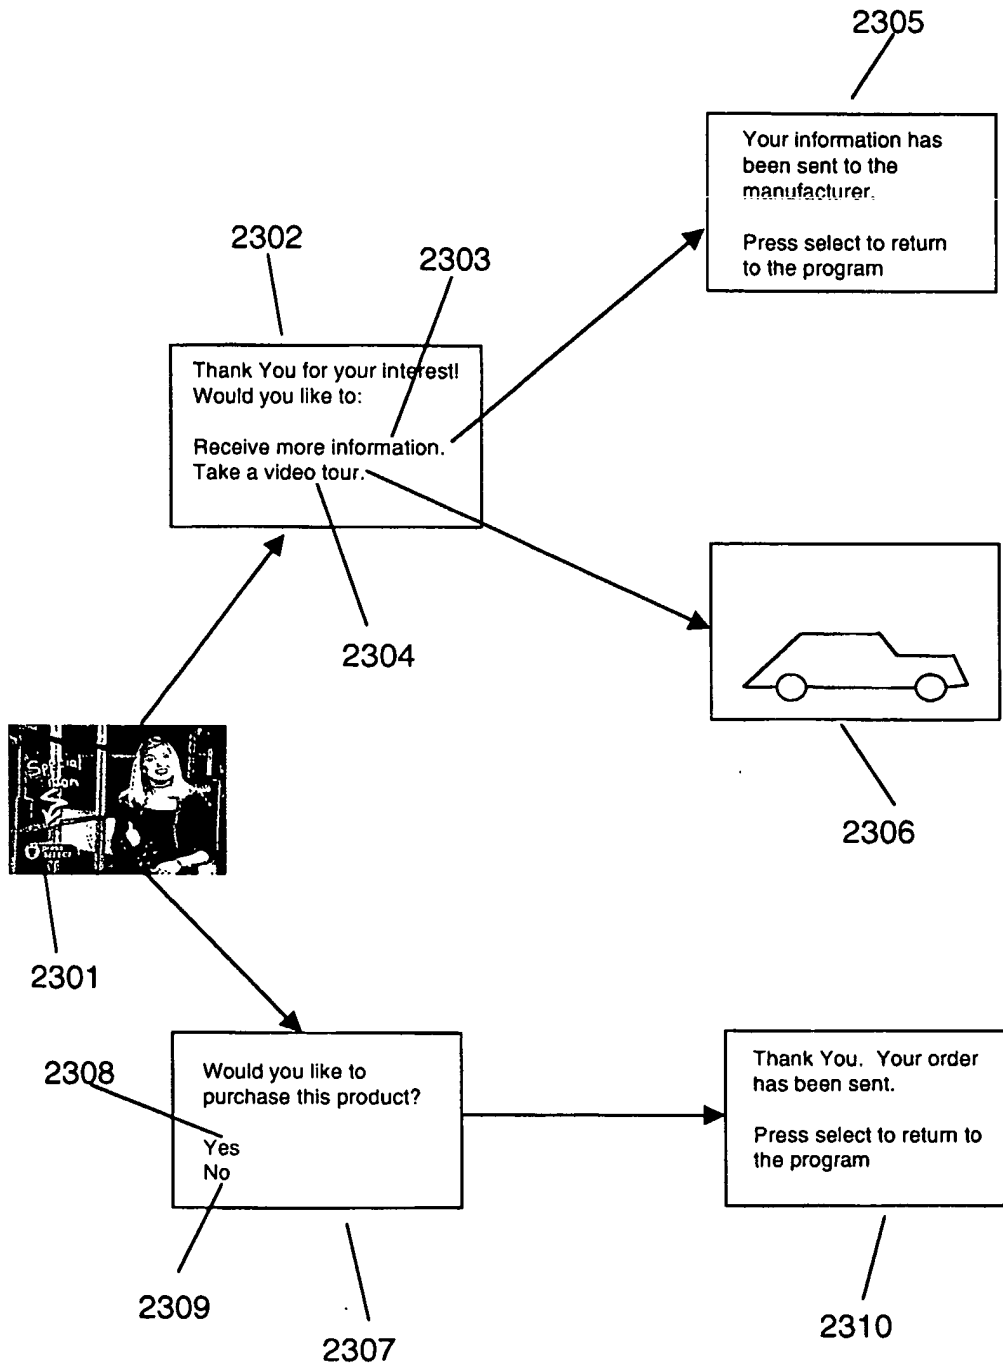 2305
Your information has
been sent to the
manufacturer.
Press select to return
to the program
2302
2303
Thank You for your interest!
Would you like to:
Receive more information.
Take a video tour.
2304
2306
PRESS
SELECT
2301
2308
Would you like to
purchase this product?
Yes
No
2309
2307
Thank You. Your order
has been sent.
Press select to return to
the program
2310